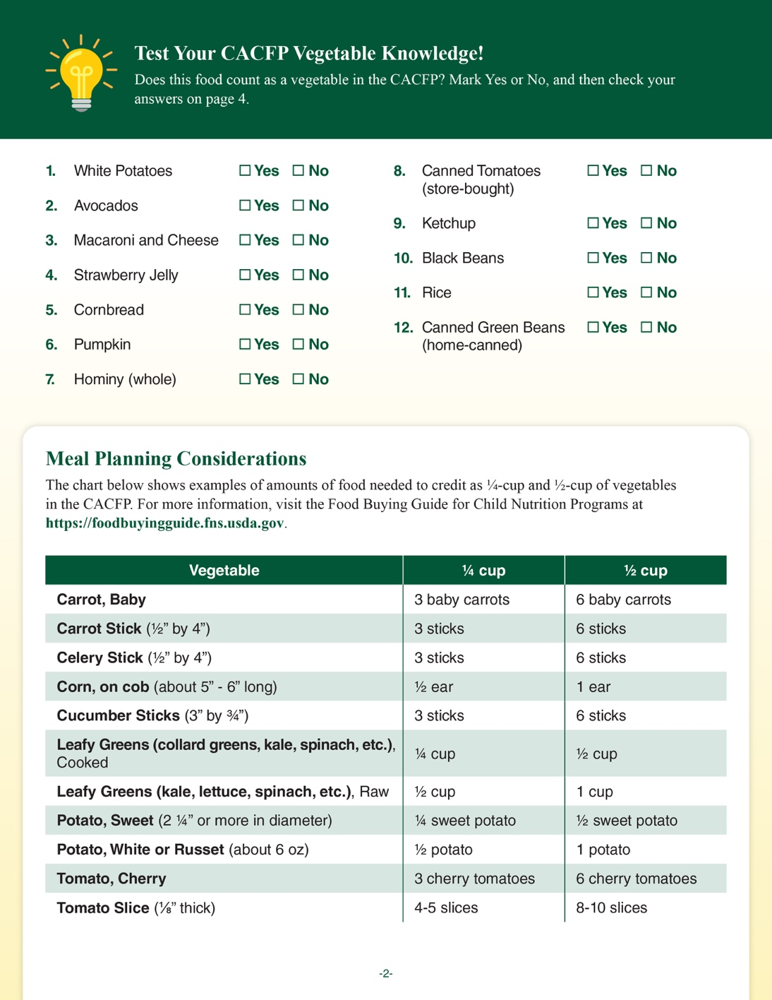 Test Your CACFP Vegetable Knowledge!
Does this food count as a vegetable in the CACFP? Mark Yes or No, and then check your
answers on page 4.
1. White Potatoes ☐ Yes ☐ No
2. Avocados ☐ Yes ☐ No
3. Macaroni and Cheese ☐ Yes ☐ No
4. Strawberry Jelly ☐ Yes ☐ No
5. Cornbread ☐ Yes ☐ No
6. Pumpkin ☐ Yes ☐ No
7. Hominy (whole) ☐ Yes ☐ No
8. Canned Tomatoes ☐ Yes ☐ No
(store-bought)
9. Ketchup ☐ Yes ☐ No
10. Black Beans ☐ Yes ☐ No
11. Rice ☐ Yes ☐ No
12. Canned Green Beans ☐ Yes ☐ No
(home-canned)
Meal Planning Considerations
The chart below shows examples of amounts of food needed to credit as ¼-cup and ½-cup of vegetables
in the CACFP. For more information, visit the Food Buying Guide for Child Nutrition Programs at
https://foodbuyingguide.fns.usda.gov.
Vegetable ¼ cup ½ cup
Carrot, Baby 3 baby carrots 6 baby carrots
Carrot Stick (½” by 4”) 3 sticks 6 sticks
Celery Stick (½” by 4”) 3 sticks 6 sticks
Corn, on cob (about 5” - 6” long) ½ ear 1 ear
Cucumber Sticks (3” by ¾”) 3 sticks 6 sticks
Leafy Greens (collard greens, kale, spinach, etc.),
Cooked ¼ cup ½ cup
Leafy Greens (kale, lettuce, spinach, etc.), Raw ½ cup 1 cup
Potato, Sweet (2 ¼” or more in diameter) ¼ sweet potato ½ sweet potato
Potato, White or Russet (about 6 oz) ½ potato 1 potato
Tomato, Cherry 3 cherry tomatoes 6 cherry tomatoes
Tomato Slice (⅛” thick) 4-5 slices 8-10 slices
-2-